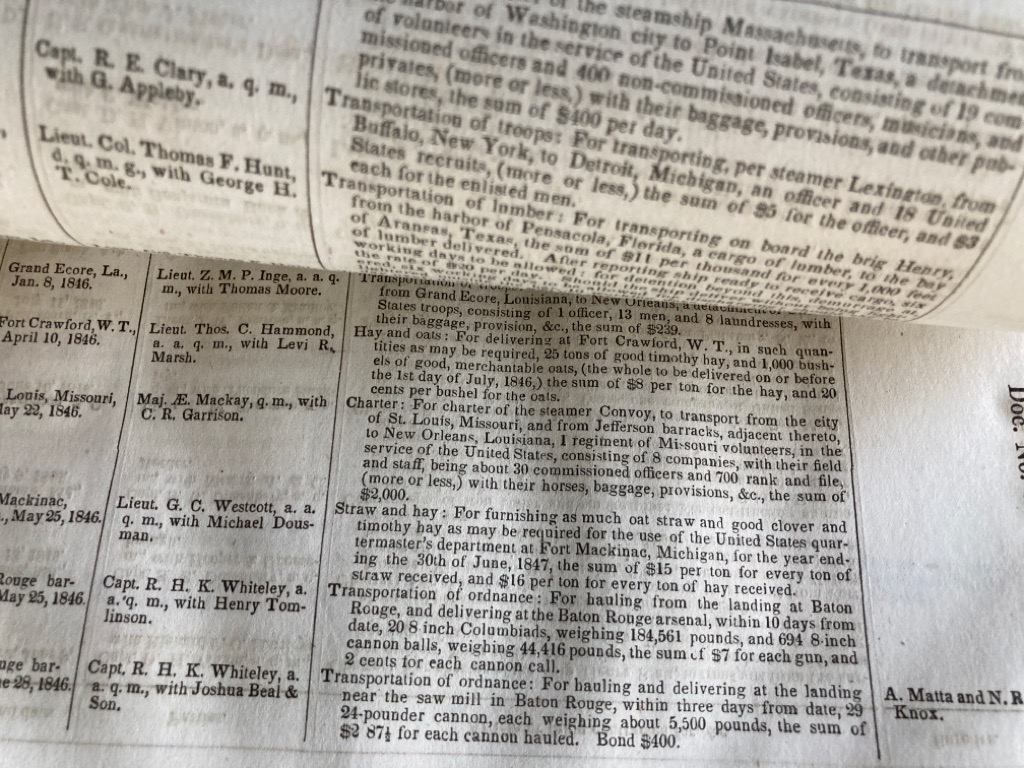 of the steamship Massachusetts, to transport
harbor of Washington city to Point Isabel, Texas, a
of volunteers in the service of the United States, consisting of 19 com
missioned officers and 400 non-commissioned officers, musicians, and
privates, (more or less,) with their baggage, provisions, and other pub-
lic stores, the sum of $400 per day.
Capt. R. E. Clary, a. q. m.,
with G. Appleby.
Transportation of troops: For transporting, per steamer Lexington, from
Buffalo, New York, to Detroit, Michigan, an officer and 18 United
States recruits, (more or less,) the sum of $5 for the officer, and $3
each for the enlisted men.
Lieut. Col. Thomas F. Hunt,
d. q. m. g., with George H.
T. Cole.
Transportation of lumber: For transporting on board the brig Henry,
from the harbor of Pensacola, Florida, a cargo of lumber, to the bay
of Aransas, Texas, the sum of $11 per thousand for every 1,000 feet
of lumber delivered. After reporting ship ready to receive
working days to be allowed for
Grand Ecore, La.,
Jan. 8, 1846.
Lieut. Z. M. P. Inge, a. a. q.
m., with Thomas Moore.
from Grand Ecore, Louisiana, to New Orleans, a
States troops, consisting of 1 officer, 13 men, and 8 laundresses, with
their baggage, provision, &c., the sum of $239.
Fort Crawford, W. T.,
April 10, 1846.
Lieut. Thos. C. Hammond,
a. a. q. m., with Levi R.
Marsh.
Hay and oats: For delivering at Fort Crawford, W. T., in such quan-
tities as may be required, 25 tons of good timothy hay, and 1,000 bush-
els of good, merchantable oats, (the whole to be delivered on or before
the 1st day of July, 1846,) the sum of $8 per ton for the hay, and 20
cents per bushel for the oats.
Louis, Missouri,
May 22, 1846.
Maj. Æ. Mackay, q. m., with
C. R. Garrison.
Charter: For charter of the steamer Convoy, to transport from the city
of St. Louis, Missouri, and from Jefferson barracks, adjacent thereto,
to New Orleans, Louisiana, 1 regiment of Missouri volunteers, in the
service of the United States, consisting of 8 companies, with their field
and staff, being about 30 commissioned officers and 700 rank and file,
(more or less,) with their horses, baggage, provisions, &c., the sum of
$2,000.
Mackinac,
., May 25, 1846.
Lieut. G. C. Westcott, a. a.
q. m., with Michael Dous-
man.
Straw and hay: For furnishing as much oat straw and good clover and
timothy hay as may be required for the use of the United States quar-
termaster's department at Fort Mackinac, Michigan, for the year end-
ing the 30th of June, 1847, the sum of $15 per ton for every ton of
straw received, and $16 per ton for every ton of hay received.
Rouge bar-
May 25, 1846.
Capt. R. H. K. Whiteley, a.
a. q. m., with Henry Tom-
linson.
Transportation of ordnance: For hauling from the landing at Baton
Rouge, and delivering at the Baton Rouge arsenal, within 10 days from
date, 20 8 inch Columbiads, weighing 184,561 pounds, and 694 8-inch
cannon balls, weighing 44,416 pounds, the sum of $7 for each gun, and
2 cents for each cannon call.
uge bar-
e 28, 1846.
Capt. R. H. K. Whiteley, a.
a. q. m., with Joshua Beal &
Son.
Transportation of ordnance: For hauling and delivering at the landing
near the saw mill in Baton Rouge, within three days from date, 29
24-pounder cannon, each weighing about 5,500 pounds, the sum of
$2 87½ for each cannon hauled. Bond $400.
A. Matta and N. R
Knox.
Doc. No.